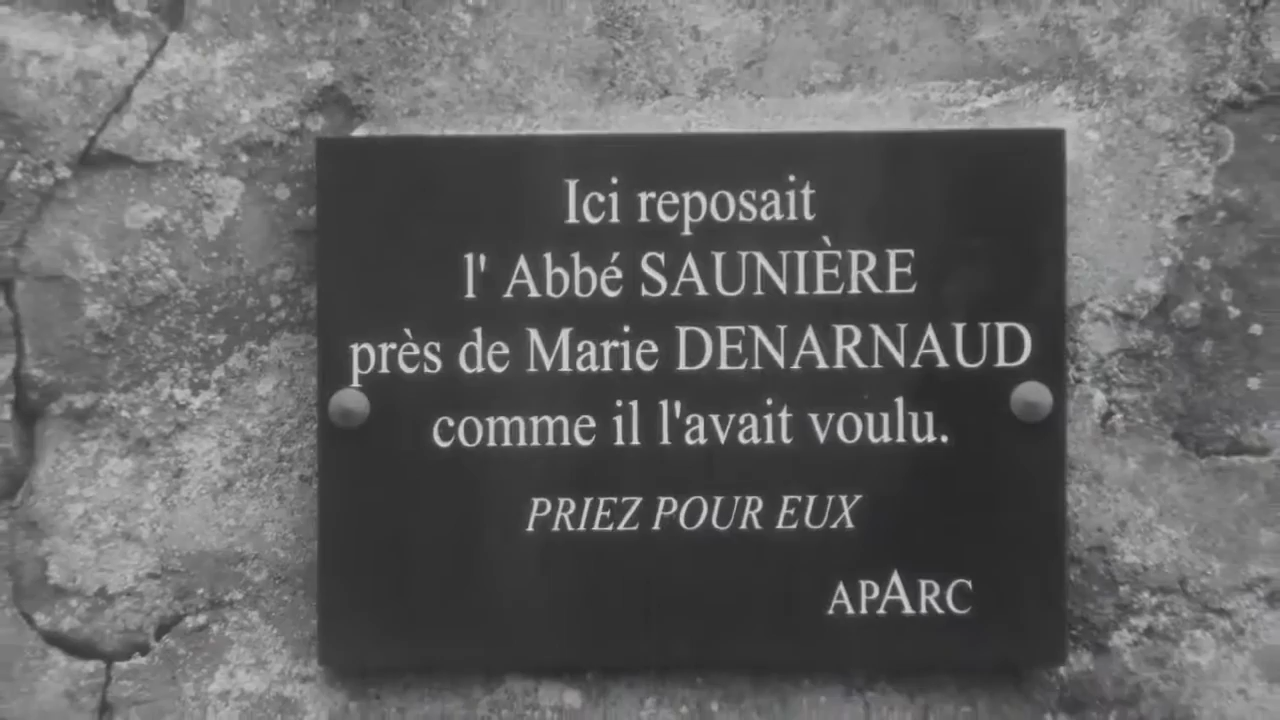 Ici reposait
l' Abbé SAUNIÈRE
près de Marie DENARNAUD
comme il l'avait voulu.
PRIEZ POUR EUX
APARC